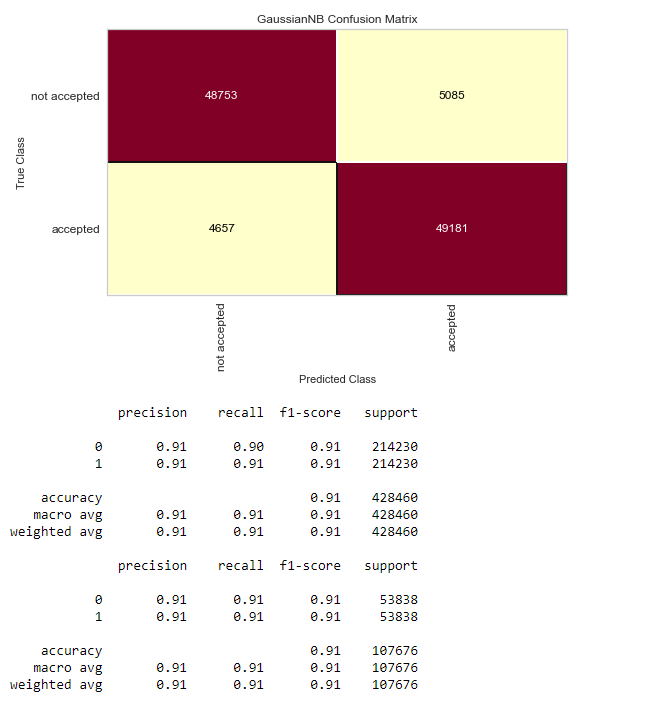 GaussianNB Confusion Matrix
not accepted
48753
5085
True Class
accepted
4657
49181
not accepted
accepted
Predicted Class
precision recall f1-score support
0 0.91 0.90 0.91 214230
1 0.91 0.91 0.91 214230
accuracy 0.91 428460
macro avg 0.91 0.91 0.91 428460
weighted avg 0.91 0.91 0.91 428460
precision recall f1-score support
0 0.91 0.91 0.91 53838
1 0.91 0.91 0.91 53838
accuracy 0.91 107676
macro avg 0.91 0.91 0.91 107676
weighted avg 0.91 0.91 0.91 107676